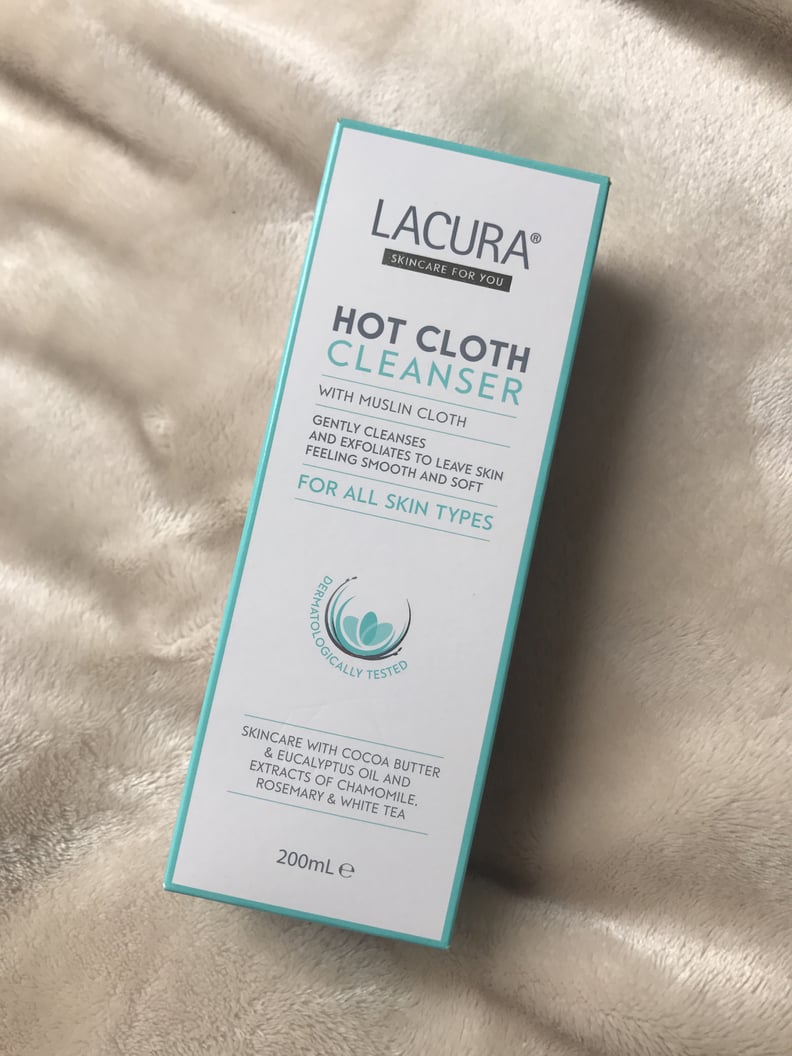 LACURA®
SKINCARE FOR YOU
HOT CLOTH
CLEANSER
WITH MUSLIN CLOTH
GENTLY CLEANSES
AND EXFOLIATES TO LEAVE SKIN
FEELING SMOOTH AND SOFT
FOR ALL SKIN TYPES
DERMATOLOGICALLY TESTED
SKINCARE WITH COCOA BUTTER
& EUCALYPTUS OIL AND
EXTRACTS OF CHAMOMILE,
ROSEMARY & WHITE TEA
200mL ℮